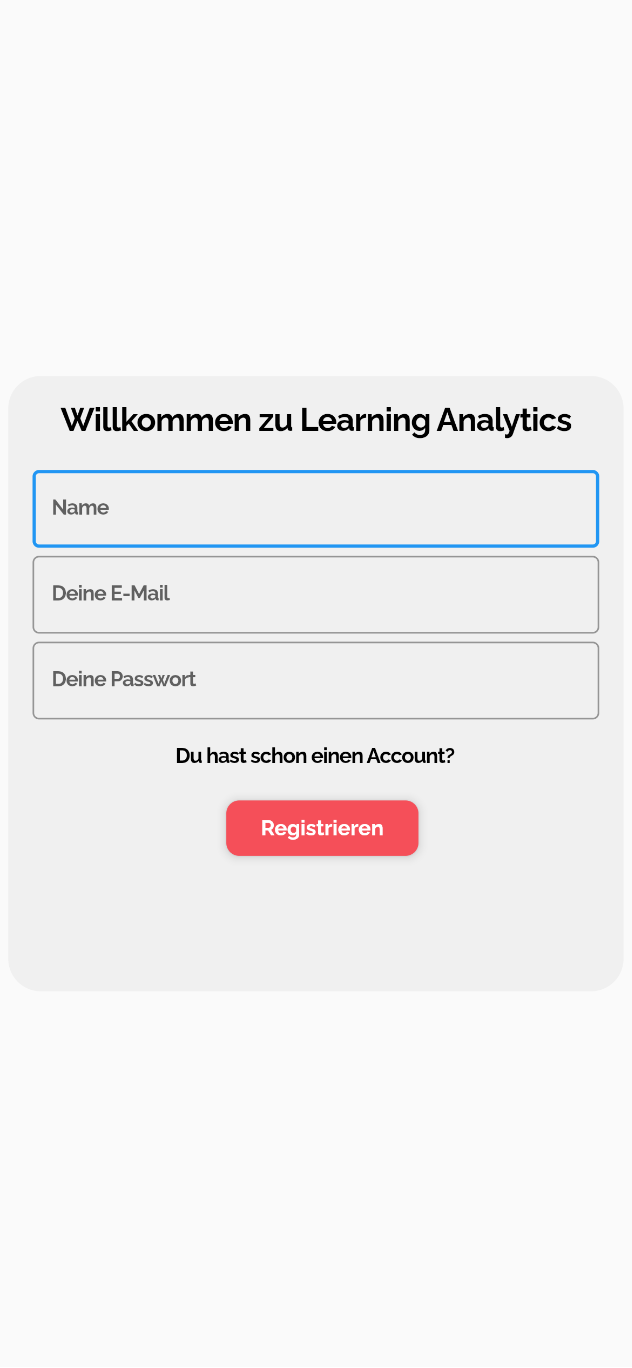 Willkommen zu Learning Analytics
Name
Deine E-Mail
Deine Passwort
Du hast schon einen Account?
Registrieren